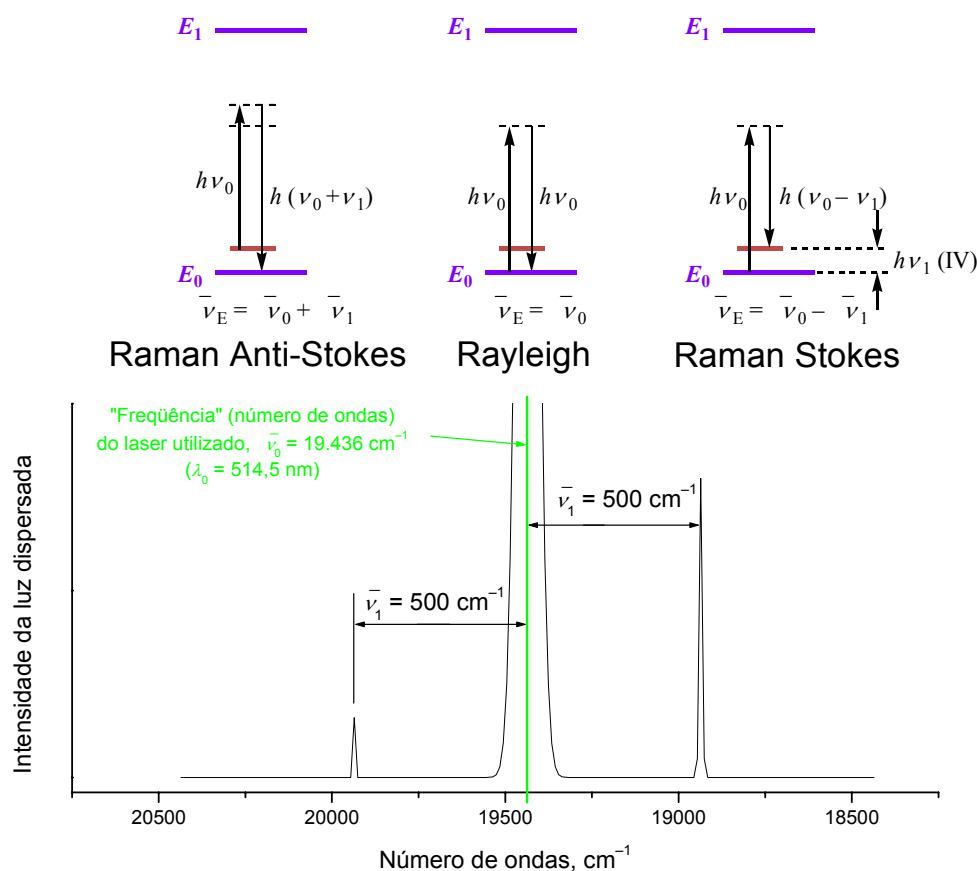 E₁ E₁ E₁
hν₀ h (ν₀ + ν₁) hν₀ hν₀ hν₀ h (ν₀ – ν₁)
hν₁ (IV)
E₀ E₀ E₀
ν̅_E = ν̅₀ + ν̅₁ ν̅_E = ν̅₀ ν̅_E = ν̅₀ – ν̅₁
Raman Anti-Stokes Rayleigh Raman Stokes
"Freqüência" (número de ondas)
do laser utilizado, ν̅₀ = 19.436 cm⁻¹
(λ₀ = 514,5 nm)
ν̅₁ = 500 cm⁻¹
ν̅₁ = 500 cm⁻¹
Intensidade da luz dispersada
20500 20000 19500 19000 18500
Número de ondas, cm⁻¹